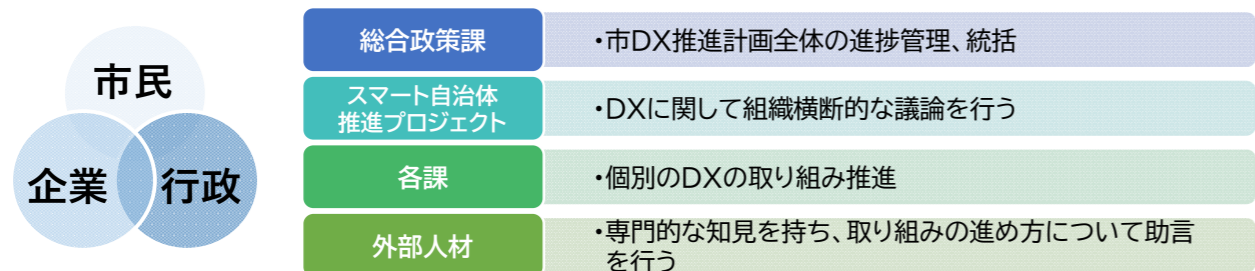 市民
企業
行政
総合政策課
・市DX推進計画全体の進捗管理、統括
スマート自治体
推進プロジェクト
・DXに関して組織横断的な議論を行う
各課
・個別のDXの取り組み推進
外部人材
・専門的な知見を持ち、取り組みの進め方について助言
を行う